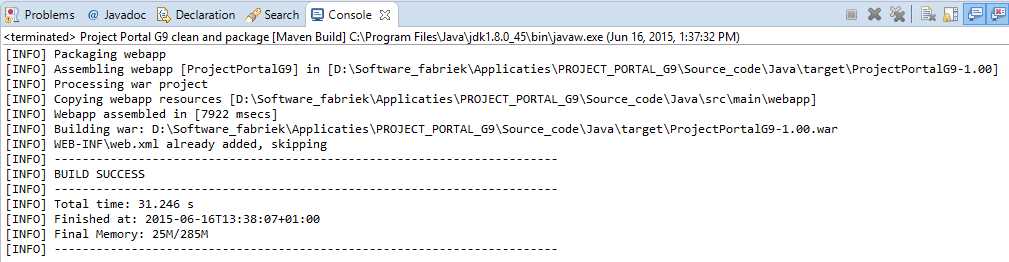 Problems @ Javadoc Declaration Search Console
<terminated> Project Portal G9 clean and package [Maven Build] C:\Program Files\Java\jdk1.8.0_45\bin\javaw.exe (Jun 16, 2015, 1:37:32 PM)
[INFO] Packaging webapp
[INFO] Assembling webapp [ProjectPortalG9] in [D:\Software_fabriek\Applicaties\PROJECT_PORTAL_G9\Source_code\Java\target\ProjectPortalG9-1.00]
[INFO] Processing war project
[INFO] Copying webapp resources [D:\Software_fabriek\Applicaties\PROJECT_PORTAL_G9\Source_code\Java\src\main\webapp]
[INFO] Webapp assembled in [7922 msecs]
[INFO] Building war: D:\Software_fabriek\Applicaties\PROJECT_PORTAL_G9\Source_code\Java\target\ProjectPortalG9-1.00.war
[INFO] WEB-INF\web.xml already added, skipping
[INFO] ------------------------------------------------------------------------
[INFO] BUILD SUCCESS
[INFO] ------------------------------------------------------------------------
[INFO] Total time: 31.246 s
[INFO] Finished at: 2015-06-16T13:38:07+01:00
[INFO] Final Memory: 25M/285M
[INFO] ------------------------------------------------------------------------